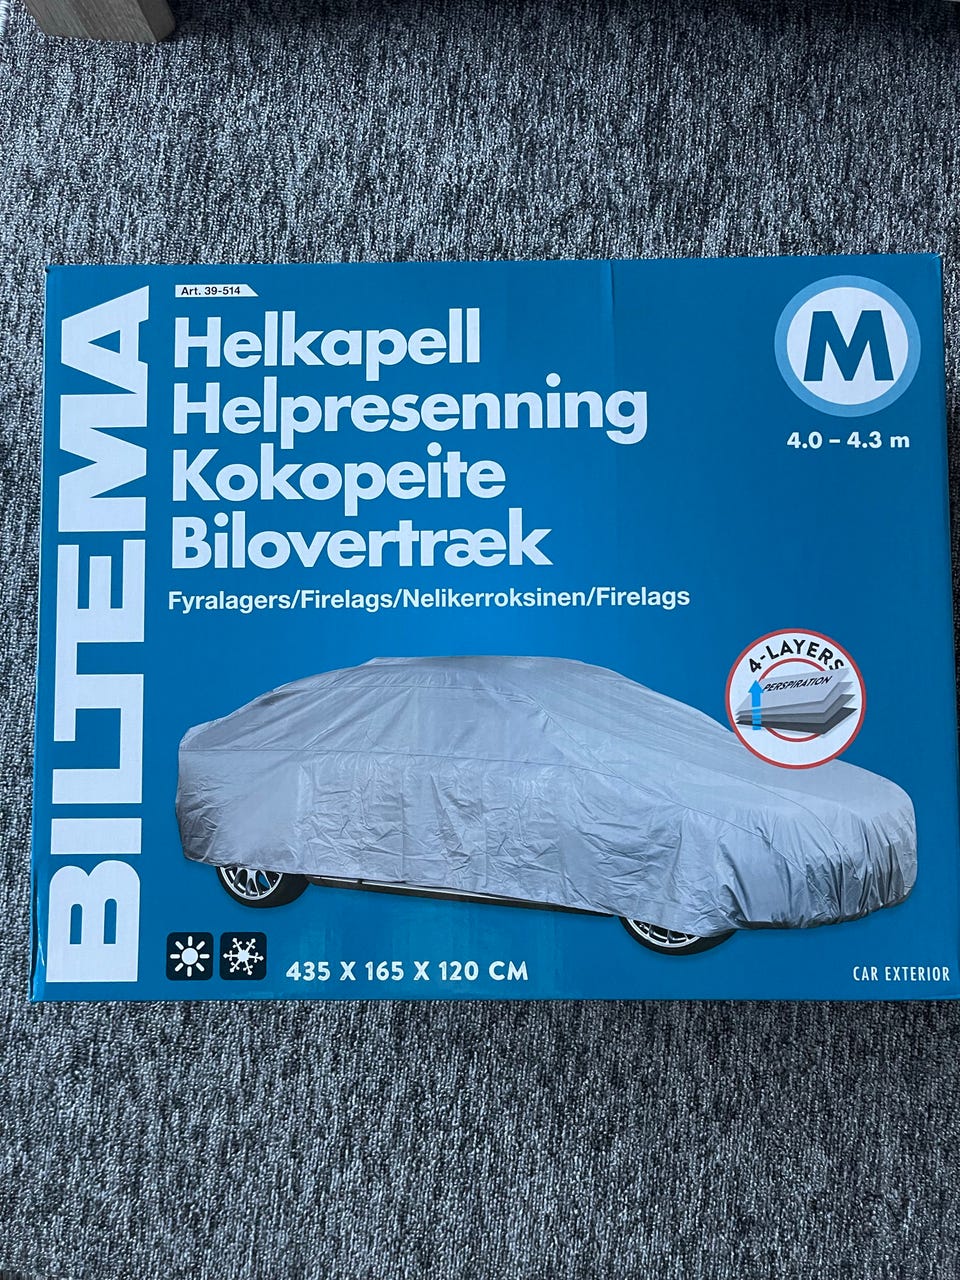 BILTEMA
Art. 39-514
Helkapell
Helpresenning
Kokopeite
Bilovertræk
Fyralagers/Firelags/Nelikerroksinen/Firelags
M
4.0 – 4.3 m
4-LAYERS
PERSPIRATION
435 X 165 X 120 CM
CAR EXTERIOR